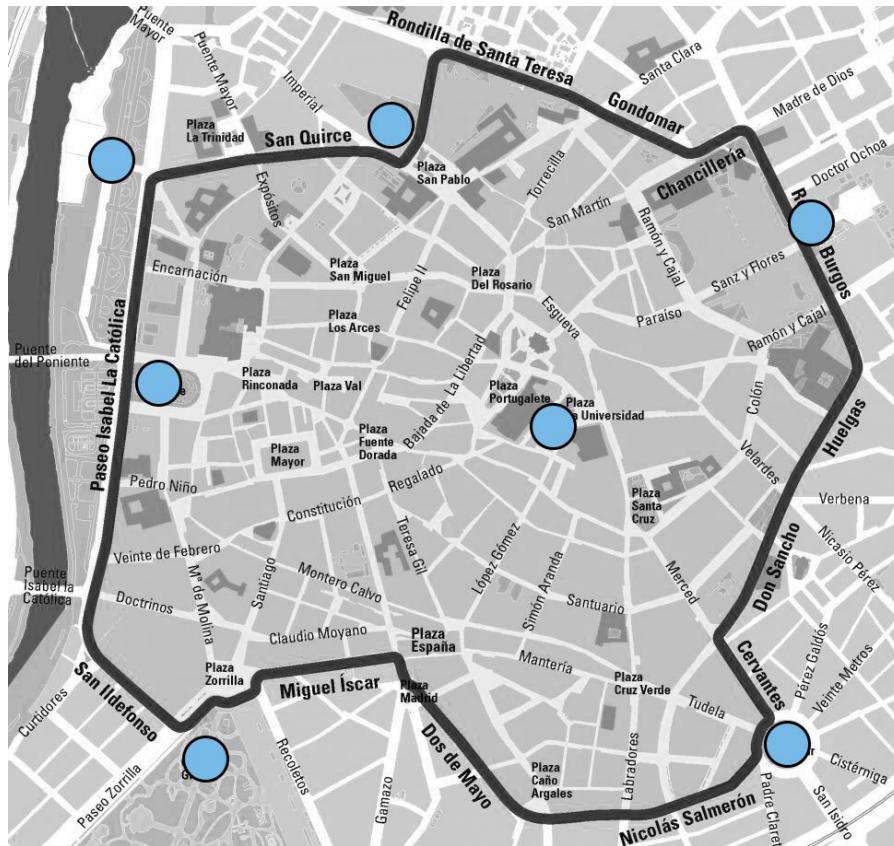 Puente
Mayor
Rondilla de Santa Teresa
Puente Mayor
Imperial
Santa Clara
Gondomar
Madre de Dios
Plaza
La Trinidad
San Quirce
Plaza
San Pablo
Torrecilla
Chancillería
Doctor Ochoa
Expósitos
San Martín
Ramón y Cajal
Burgos
Sanz y Flores
Encarnación
Plaza
San Miguel
Felipe II
Plaza
Del Rosario
Esgueva
Paraiso
Ramón y Cajal
Plaza
Los Arces
Puente
del Poniente
Paseo Isabel La Católica
Plaza
Rinconada
Plaza Val
Bajada de La Libertad
Plaza
Portugalete
Plaza
Universidad
Colón
Huelgas
Plaza
Fuente
Dorada
Plaza
Mayor
Velardes
Pedro Niño
Regalado
Constitución
Plaza
Santa
Cruz
Verbena
Veinte de Febrero
Teresa Gil
López Gómez
Simón Aranda
Merced
Don Sancho
Nicasio Pérez
Puente
Isabel la
Católica
Doctrinos
Mª de Molina
Santiago
Montero Calvo
Santuario
Claudio Moyano
Plaza
España
Mantería
Cervantes
Pérez Galdós
Veinte Metros
San Ildefonso
Curtidores
Plaza
Zorrilla
Miguel Íscar
Plaza
Madrid
Plaza
Cruz Verde
Tudela
Paseo Zorrilla
Recoletos
Gamazo
Dos de Mayo
Plaza
Caño
Argales
Labradores
Nicolás Salmerón
Padre Claret
San Isidro
Cistérniga